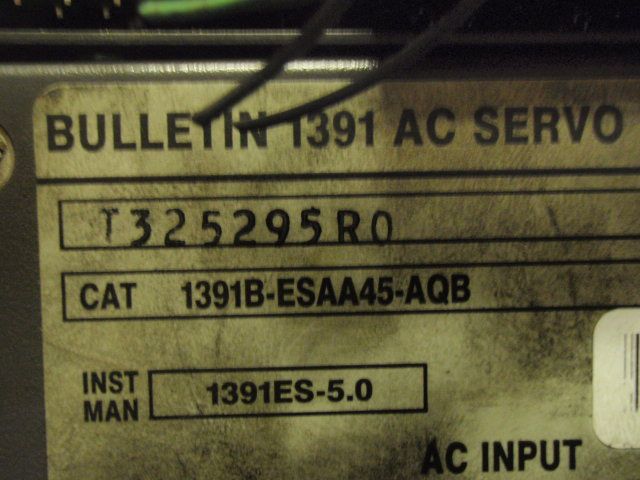 BULLETIN 1391 AC SERVO
T325295R0
CAT 1391B-ESAA45-AQB
INST
MAN 1391ES-5.0
AC INPUT